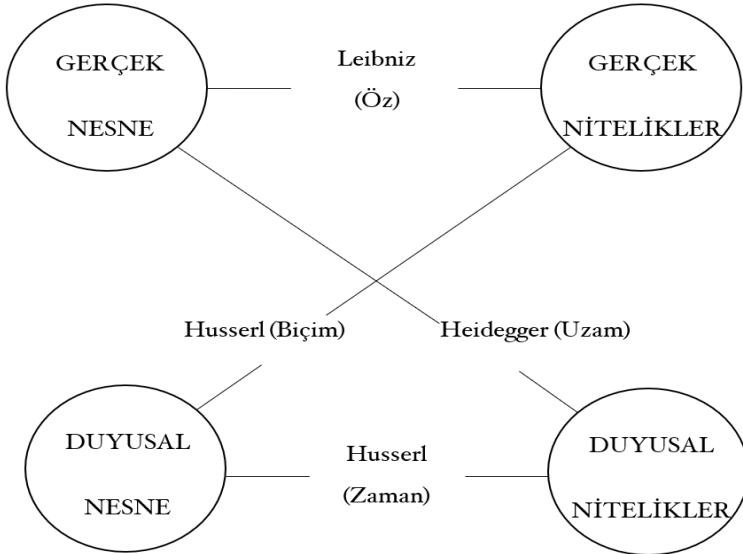 GERÇEK
NESNE
Leibniz
(Öz)
GERÇEK
NİTELİKLER
Husserl (Biçim)
Heidegger (Uzam)
DUYUSAL
NESNE
Husserl
(Zaman)
DUYUSAL
NİTELİKLER